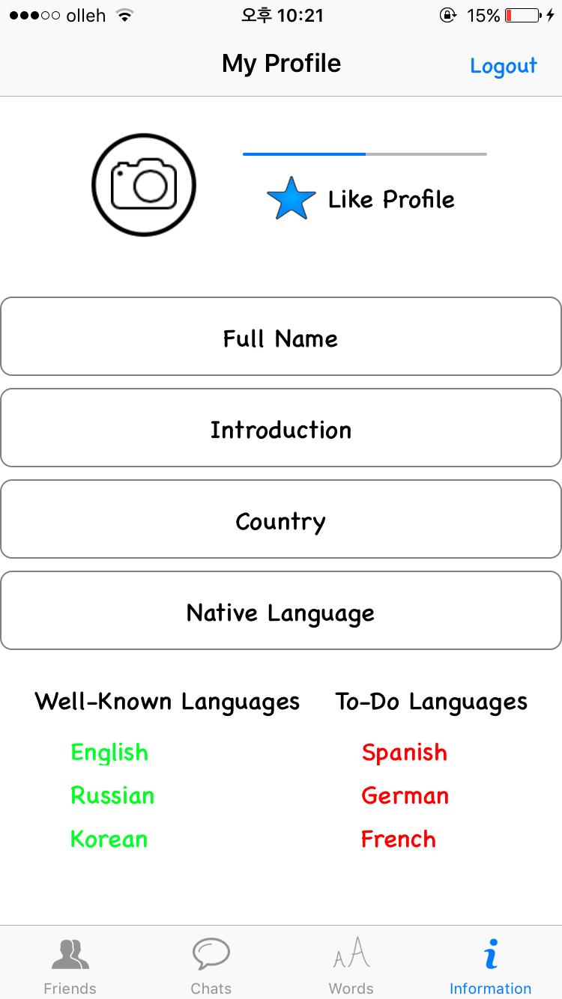 olleh 오후 10:21 15%
My Profile Logout
Like Profile
Full Name
Introduction
Country
Native Language
Well-Known Languages To-Do Languages
English Spanish
Russian German
Korean French
Friends Chats Words Information